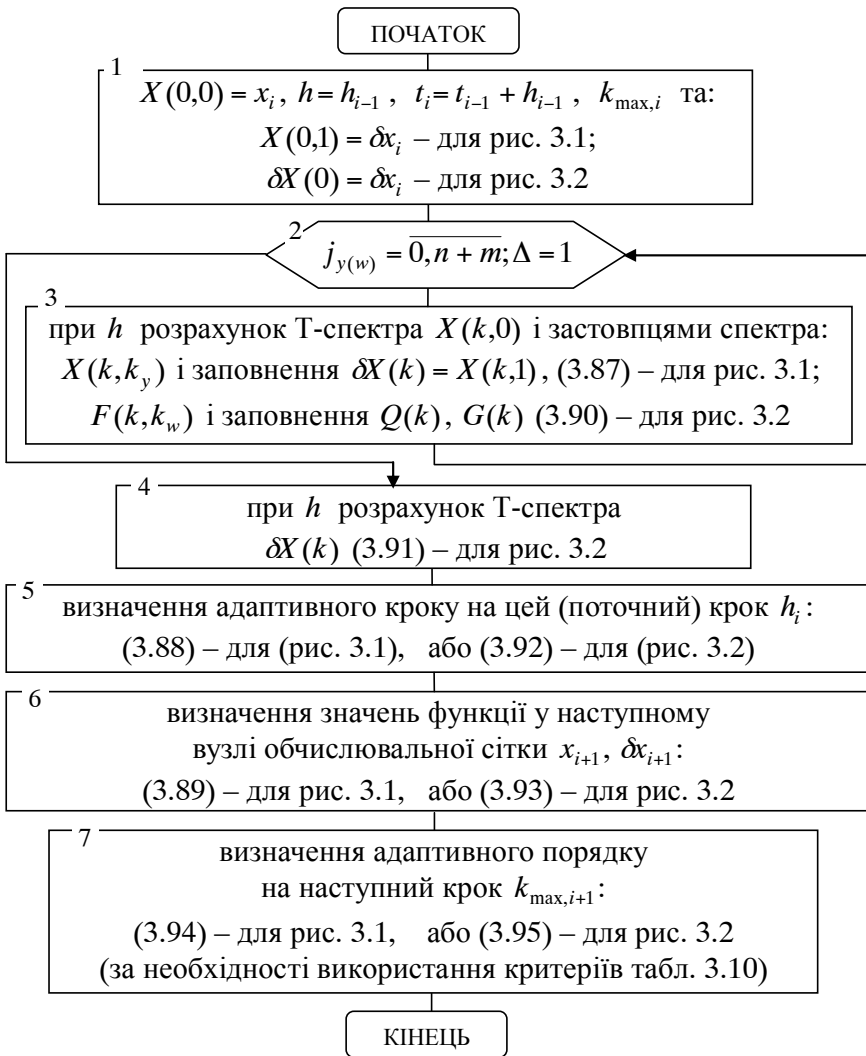 ПОЧАТОК
1
X(0,0) = x_i, h = h_{i−1}, t_i = t_{i−1} + h_{i−1}, k_{max,i} та:
X(0,1) = δx_i – для рис. 3.1;
δX(0) = δx_i – для рис. 3.2
2
j_{y(w)} = \overline{0, n + m}; Δ = 1
3
при h розрахунок Т-спектра X(k,0) і застовпцями спектра:
X(k,k_y) і заповнення δX(k) = X(k,1), (3.87) – для рис. 3.1;
F(k,k_w) і заповнення Q(k), G(k) (3.90) – для рис. 3.2
4
при h розрахунок Т-спектра
δX(k) (3.91) – для рис. 3.2
5
визначення адаптивного кроку на цей (поточний) крок h_i:
(3.88) – для (рис. 3.1), або (3.92) – для (рис. 3.2)
6
визначення значень функції у наступному
вузлі обчислювальної сітки x_{i+1}, δx_{i+1}:
(3.89) – для рис. 3.1, або (3.93) – для рис. 3.2
7
визначення адаптивного порядку
на наступний крок k_{max,i+1}:
(3.94) – для рис. 3.1, або (3.95) – для рис. 3.2
(за необхідності використання критеріїв табл. 3.10)
КІНЕЦЬ